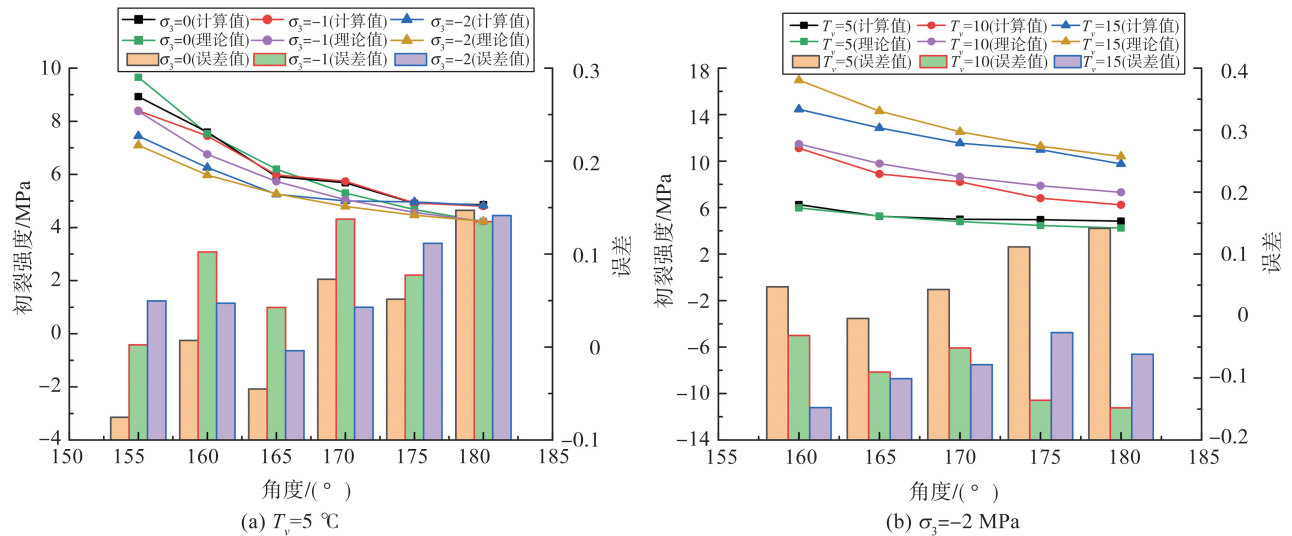 σ₃=0(计算值) σ₃=−1(计算值) σ₃=−2(计算值)
σ₃=0(理论值) σ₃=−1(理论值) σ₃=−2(理论值)
σ₃=0(误差值) σ₃=−1(误差值) σ₃=−2(误差值)
初裂强度/MPa
10
8
6
4
2
0
−2
−4
0.3
0.2
0.1
0
−0.1
误差
150 155 160 165 170 175 180 185
角度/(°)
(a) Tᵥ=5 ℃
Tᵥ=5(计算值) Tᵥ=10(计算值) Tᵥ=15(计算值)
Tᵥ=5(理论值) Tᵥ=10(理论值) Tᵥ=15(理论值)
Tᵥ=5(误差值) Tᵥ=10(误差值) Tᵥ=15(误差值)
初裂强度/MPa
18
14
10
6
2
−2
−6
−10
−14
0.4
0.3
0.2
0.1
0
−0.1
−0.2
误差
155 160 165 170 175 180 185
角度/(°)
(b) σ₃=−2 MPa